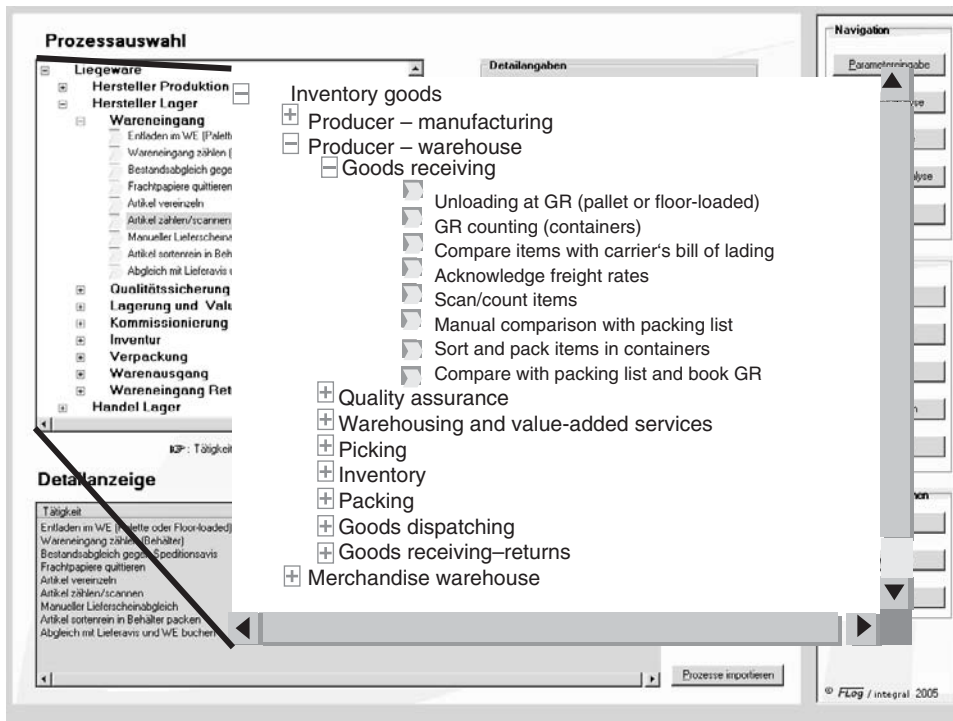 Prozessauswahl
Liegeware
Hersteller Produktion
Hersteller Lager
Wareneingang
Entladen im WE (Palett
Wareneingang zählen (
Bestandsabgleich gege
Frachtpapiere quittieren
Artikel vereinzeln
Artikel zählen/scannen
Manueller Lieferscheina
Artikel sortenrein in Beh
Abgleich mit Lieferavis u
Qualitätssicherung
Lagerung und Valu
Kommissionierung
Inventur
Verpackung
Warenausgang
Wareneingang Ret
Handel Lager
: Tätigkeit
Detailangaben
Inventory goods
Producer – manufacturing
Producer – warehouse
Goods receiving
Unloading at GR (pallet or floor-loaded)
GR counting (containers)
Compare items with carrier's bill of lading
Acknowledge freight rates
Scan/count items
Manual comparison with packing list
Sort and pack items in containers
Compare with packing list and book GR
Quality assurance
Warehousing and value-added services
Picking
Inventory
Packing
Goods dispatching
Goods receiving–returns
Merchandise warehouse
Detailanzeige
Tätigkeit
Entladen im WE (Palette oder Floor-loaded)
Wareneingang zählen (Behälter)
Bestandsabgleich gegen Speditionsavis
Frachtpapiere quittieren
Artikel vereinzeln
Artikel zählen/scannen
Manueller Lieferscheinabgleich
Artikel sortenrein in Behälter packen
Abgleich mit Lieferavis und WE buchen
Prozesse importieren
Navigation
Parametereingabe
yse
lyse
© FLog / integral 2005